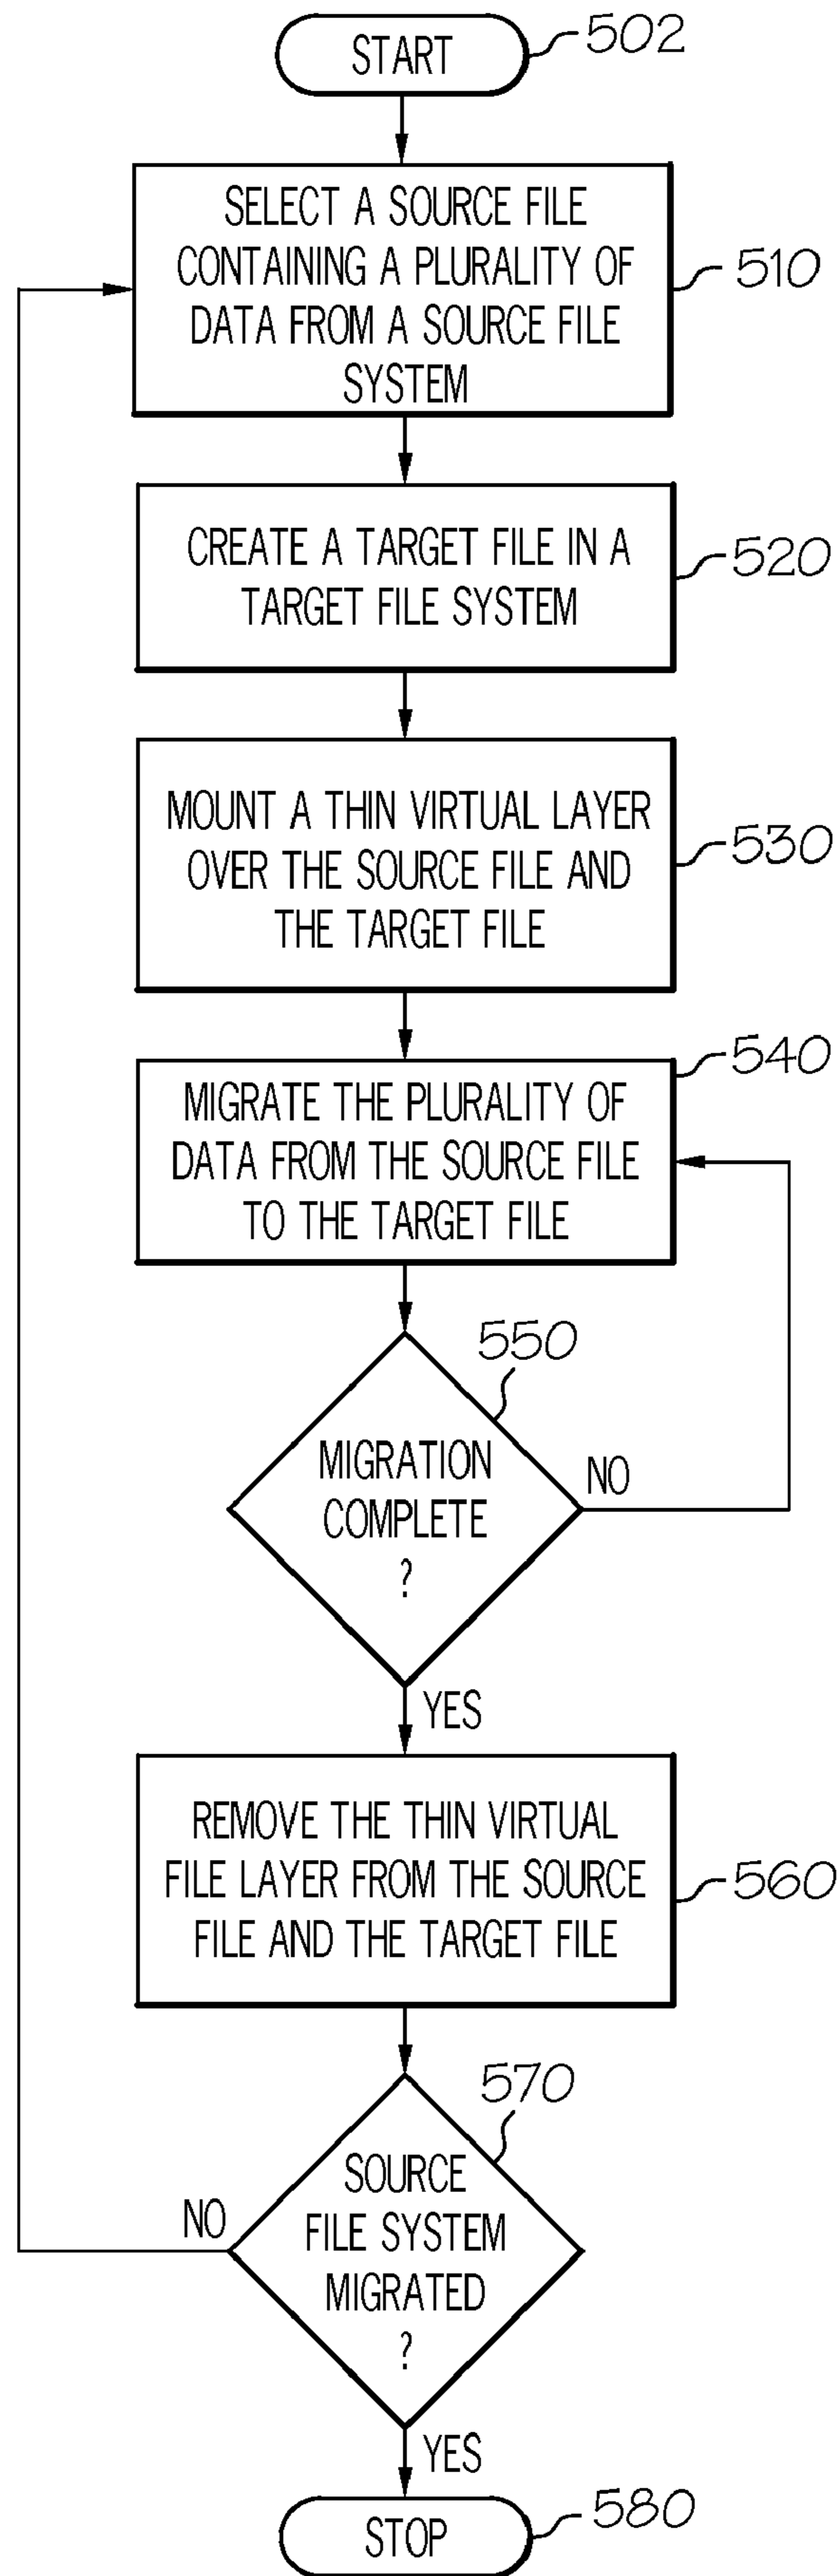 START
502
SELECT A SOURCE FILE
CONTAINING A PLURALITY OF
DATA FROM A SOURCE FILE
SYSTEM
510
CREATE A TARGET FILE IN A
TARGET FILE SYSTEM
520
MOUNT A THIN VIRTUAL LAYER
OVER THE SOURCE FILE AND
THE TARGET FILE
530
540
MIGRATE THE PLURALITY OF
DATA FROM THE SOURCE FILE
TO THE TARGET FILE
550
MIGRATION
COMPLETE
?
NO
YES
REMOVE THE THIN VIRTUAL
FILE LAYER FROM THE SOURCE
FILE AND THE TARGET FILE
560
570
SOURCE
FILE SYSTEM
MIGRATED
?
NO
YES
STOP
580